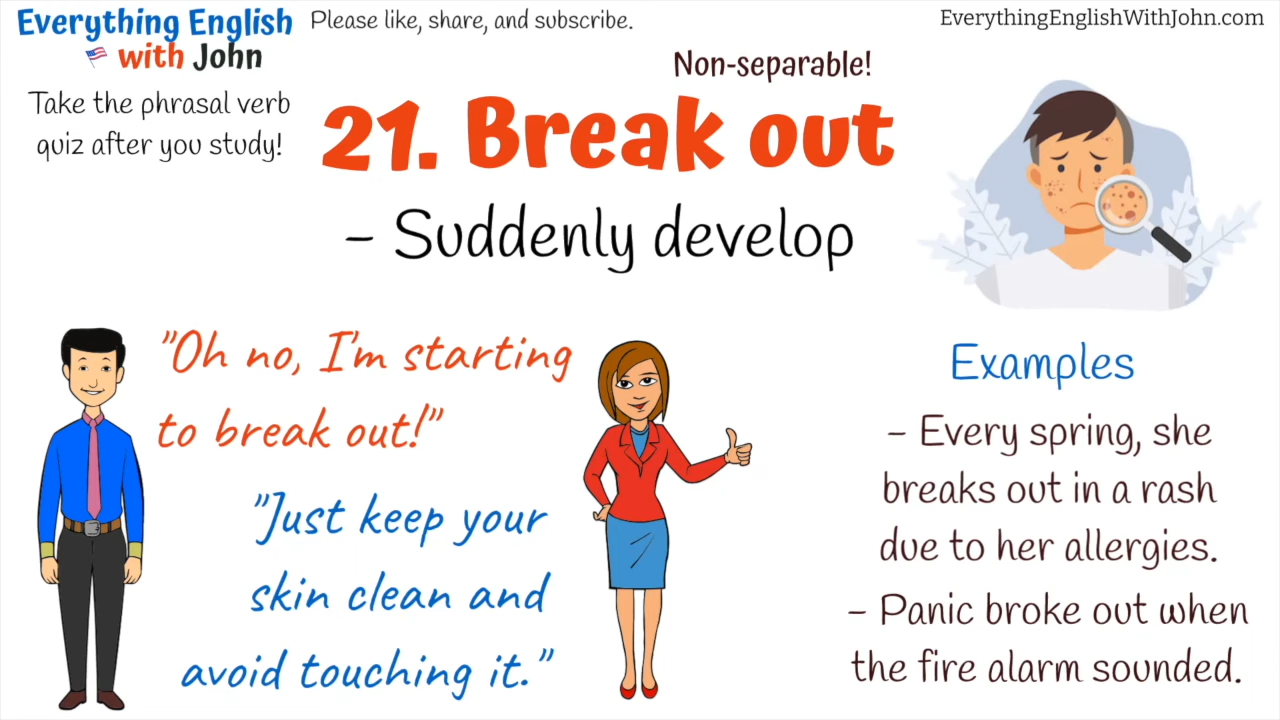 Everything English
with John
Please like, share, and subscribe.
EverythingEnglishWithJohn.com
Take the phrasal verb
quiz after you study!
Non-separable!
21. Break out
– Suddenly develop
"Oh no, I'm starting
to break out!"
"Just keep your
skin clean and
avoid touching it."
Examples
– Every spring, she
breaks out in a rash
due to her allergies.
– Panic broke out when
the fire alarm sounded.